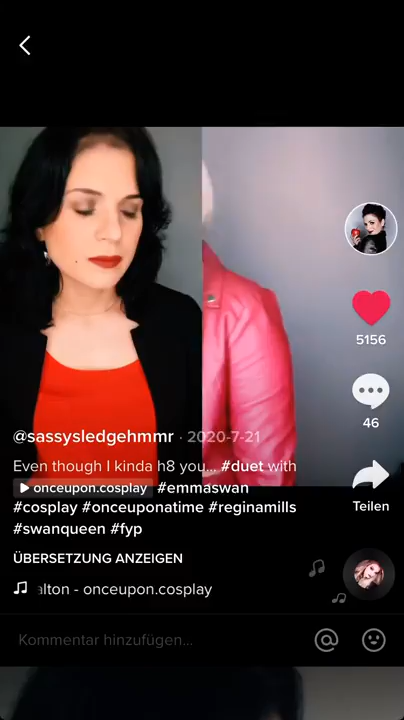 5156
46
@sassysledgehmmr · 2020-7-21
Even though I kinda h8 you... #duet with
onceupon.cosplay #emmaswan
#cosplay #onceuponatime #reginamills
#swanqueen #fyp
Teilen
ÜBERSETZUNG ANZEIGEN
alton - onceupon.cosplay
Kommentar hinzufügen...
@